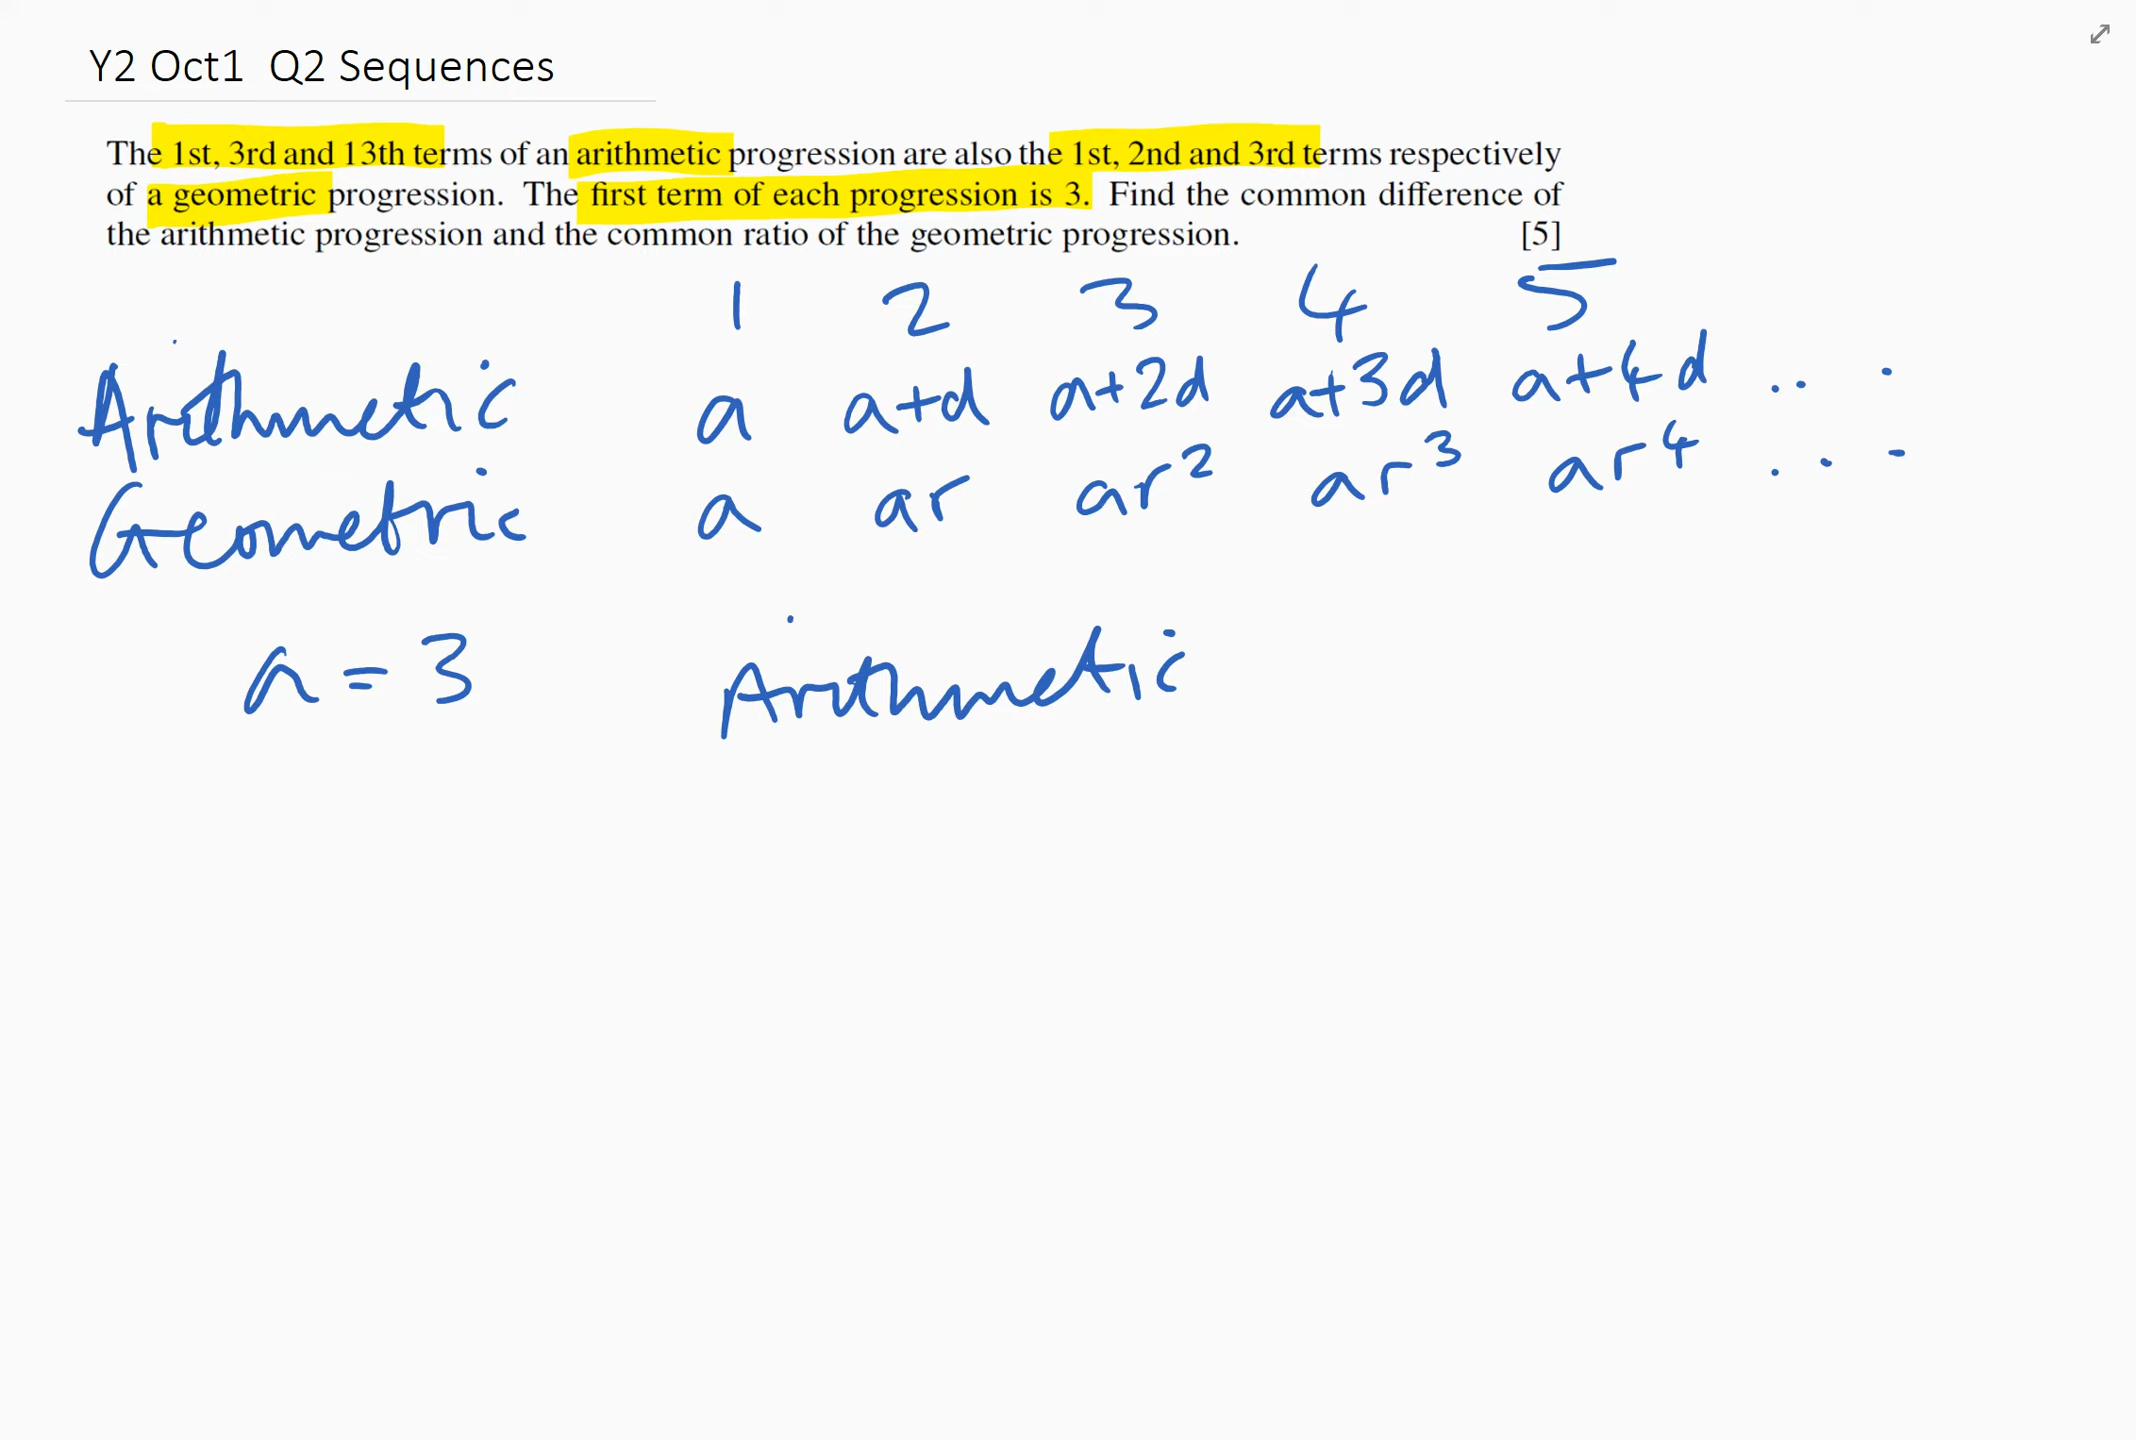 Y2 Oct1 Q2 Sequences
The 1st, 3rd and 13th terms of an arithmetic progression are also the 1st, 2nd and 3rd terms respectively
of a geometric progression. The first term of each progression is 3. Find the common difference of
the arithmetic progression and the common ratio of the geometric progression. [5]
1 2 3 4 5
Arithmetic a a+d a+2d a+3d a+4d ...
Geometric a ar ar² ar³ ar⁴ ...
a = 3 Arithmetic